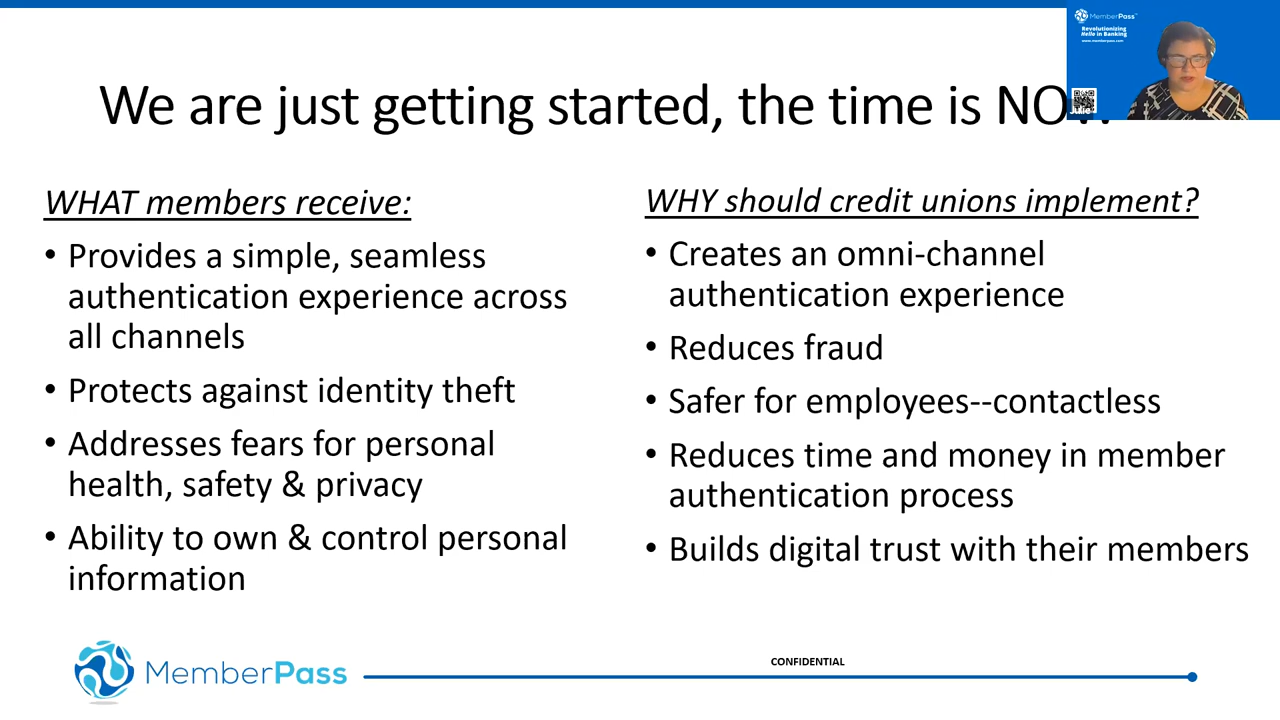 MemberPass
Revolutionizing
Hello in Banking
www.memberpass.com
We are just getting started, the time is
WHAT members receive:
• Provides a simple, seamless
authentication experience across
all channels
• Protects against identity theft
• Addresses fears for personal
health, safety & privacy
• Ability to own & control personal
information
WHY should credit unions implement?
• Creates an omni-channel
authentication experience
• Reduces fraud
• Safer for employees--contactless
• Reduces time and money in member
authentication process
• Builds digital trust with their members
MemberPass
CONFIDENTIAL